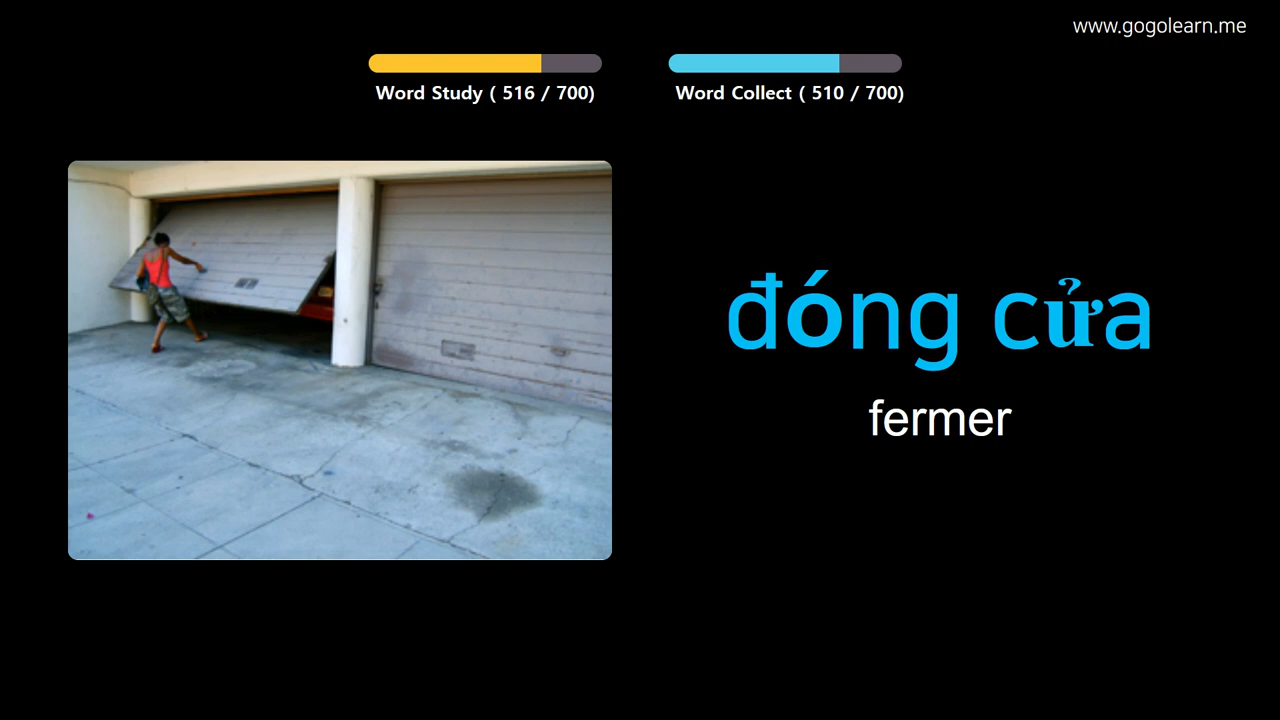 www.gogolearn.me
Word Study ( 516 / 700)
Word Collect ( 510 / 700)
đóng cửa
fermer